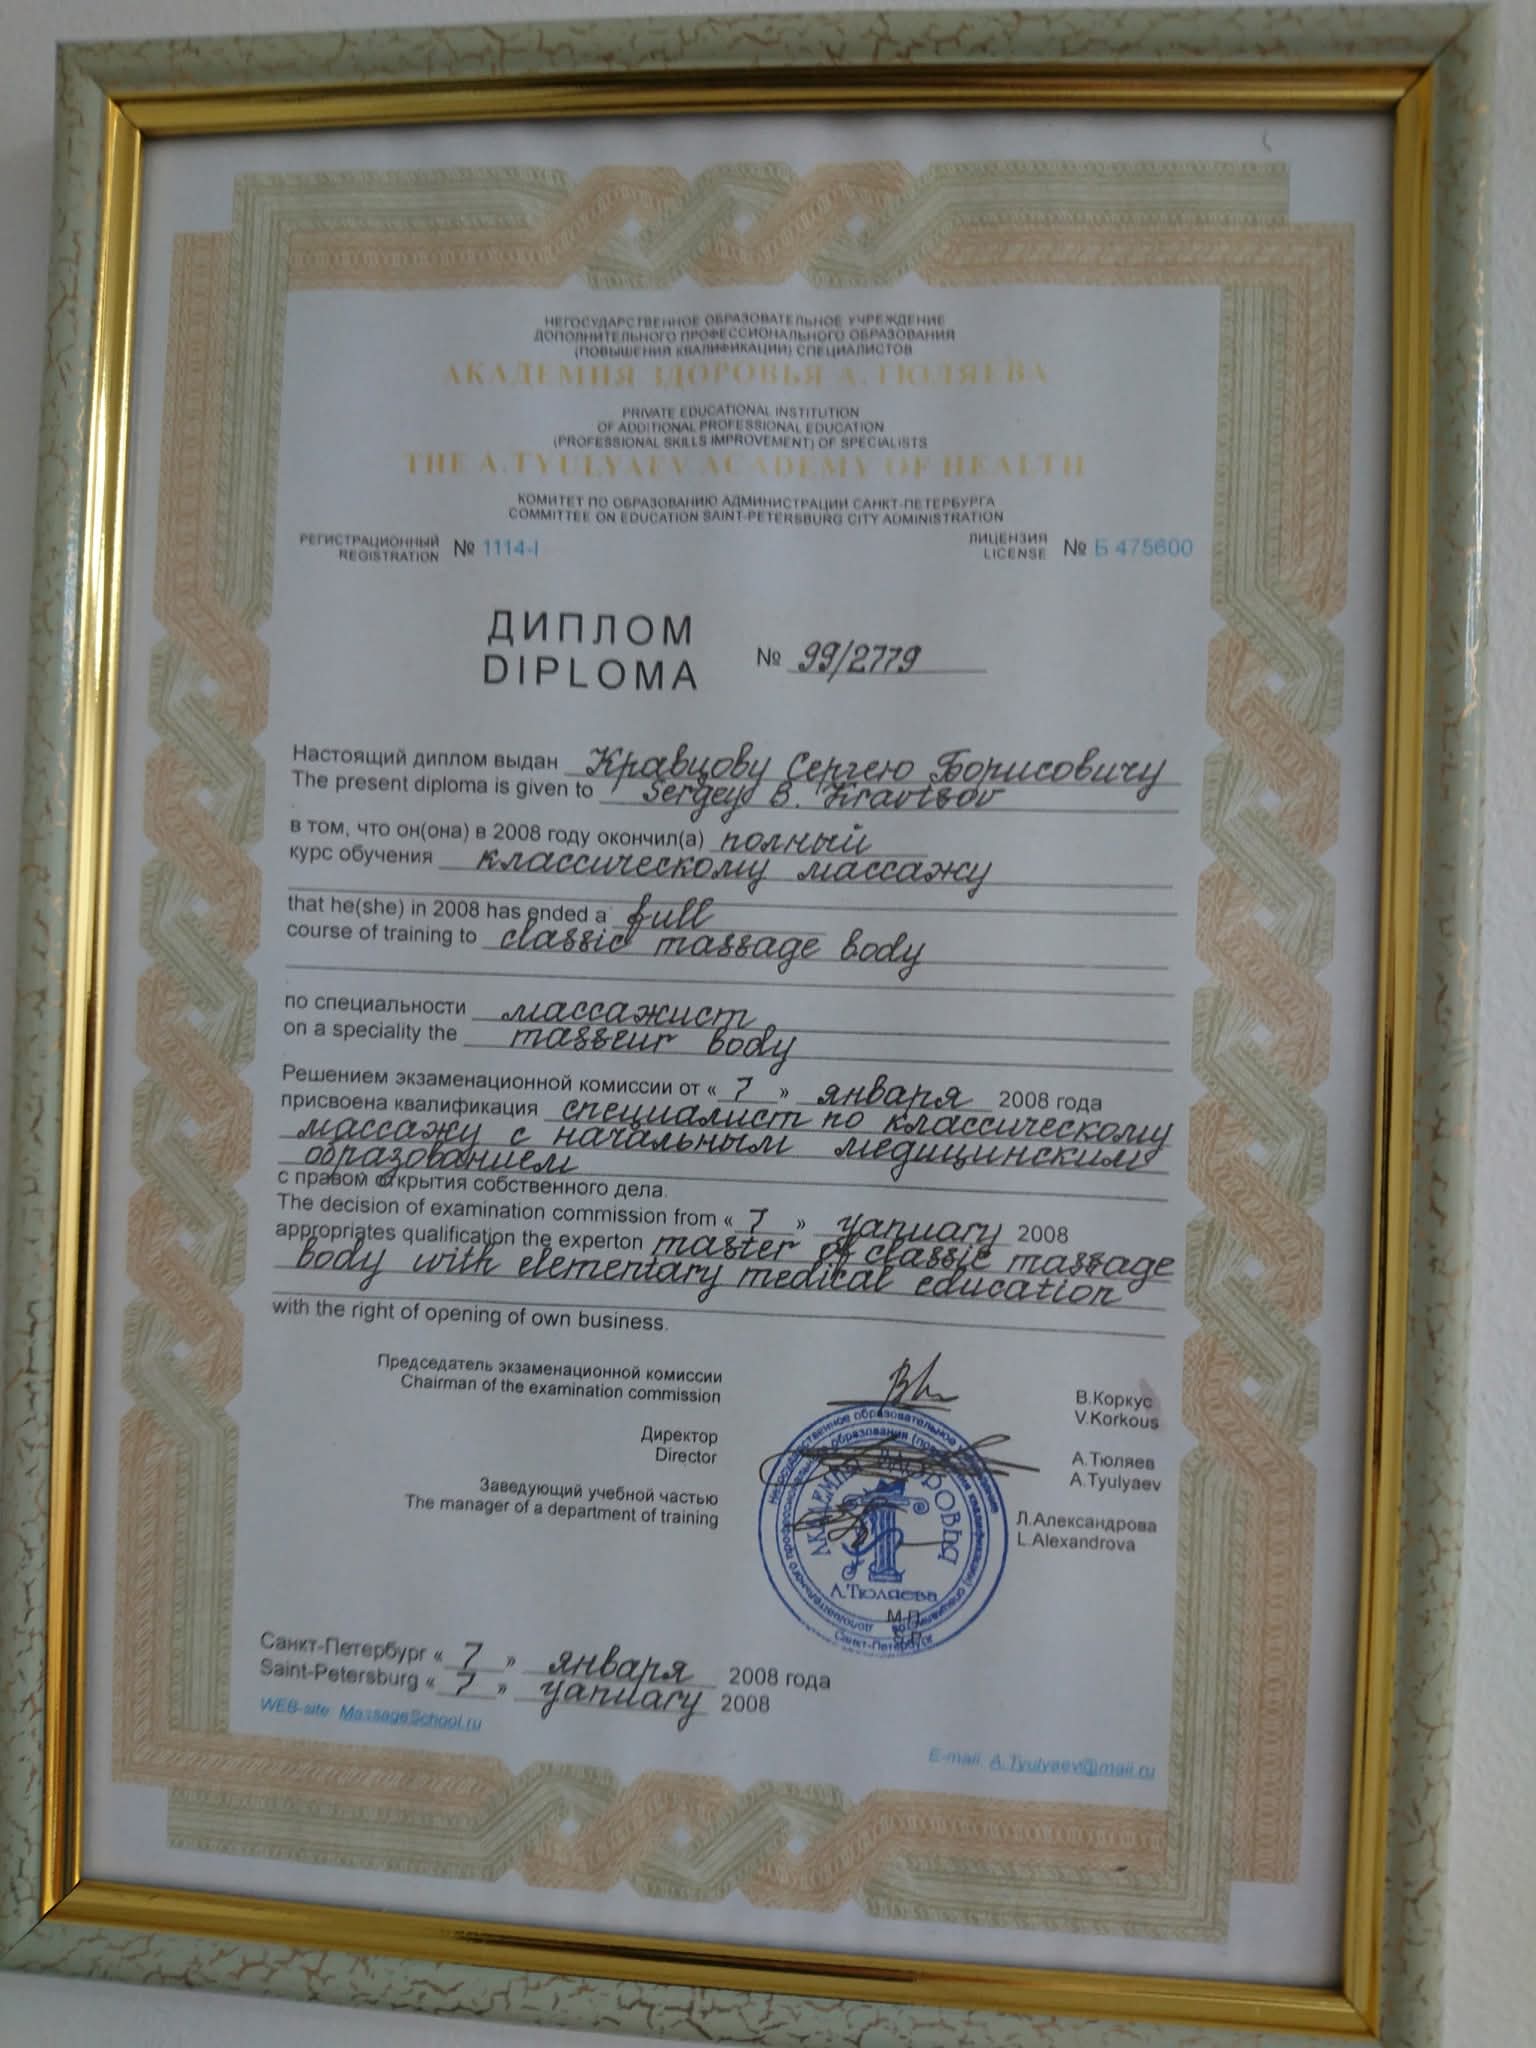 НЕГОСУДАРСТВЕННОЕ ОБРАЗОВАТЕЛЬНОЕ УЧРЕЖДЕНИЕ
ДОПОЛНИТЕЛЬНОГО ПРОФЕССИОНАЛЬНОГО ОБРАЗОВАНИЯ
(ПОВЫШЕНИЯ КВАЛИФИКАЦИИ) СПЕЦИАЛИСТОВ
АКАДЕМИЯ ЗДОРОВЬЯ А.ТЮЛЯЕВА
PRIVATE EDUCATIONAL INSTITUTION
OF ADDITIONAL PROFESSIONAL EDUCATION
(PROFESSIONAL SKILLS IMPROVEMENT) OF SPECIALISTS
THE A.TYULYAEV ACADEMY OF HEALTH
КОМИТЕТ ПО ОБРАЗОВАНИЮ АДМИНИСТРАЦИИ САНКТ-ПЕТЕРБУРГА
COMMITTEE ON EDUCATION SAINT-PETERSBURG CITY ADMINISTRATION
РЕГИСТРАЦИОННЫЙ
REGISTRATION № 1114-I
ЛИЦЕНЗИЯ
LICENSE № Б 475600
ДИПЛОМ
DIPLOMA № 99/2779
Настоящий диплом выдан Кравцову Сергею Борисовичу
The present diploma is given to Sergey B. Kravtsov
в том, что он(она) в 2008 году окончил(а) полный
курс обучения классическому массажу
that he(she) in 2008 has ended a full
course of training to classic massage body
по специальности массажист
on a speciality the masseur body
Решением экзаменационной комиссии от « 7 » января 2008 года
присвоена квалификация специалист по классическому
массажу с начальным медицинским
образованием
с правом открытия собственного дела.
The decision of examination commission from « 7 » yanuary 2008
appropriates qualification the experton master of classic massage
body with elementary medical education
with the right of opening of own business.
Председатель экзаменационной комиссии В.Коркус
Chairman of the examination commission V.Korkous
Директор А.Тюляев
Director A.Tyulyaev
Заведующий учебной частью Л.Александрова
The manager of a department of training L.Alexandrova
АКАДЕМИЯ ЗДОРОВЬЯ
А.Тюляева
М.П.
Санкт-Петербург
Санкт-Петербург « 7 » января 2008 года
Saint-Petersburg « 7 » yanuary 2008
WEB-site MassageSchool.ru
E-mail A.Tyulyaev@mail.ru